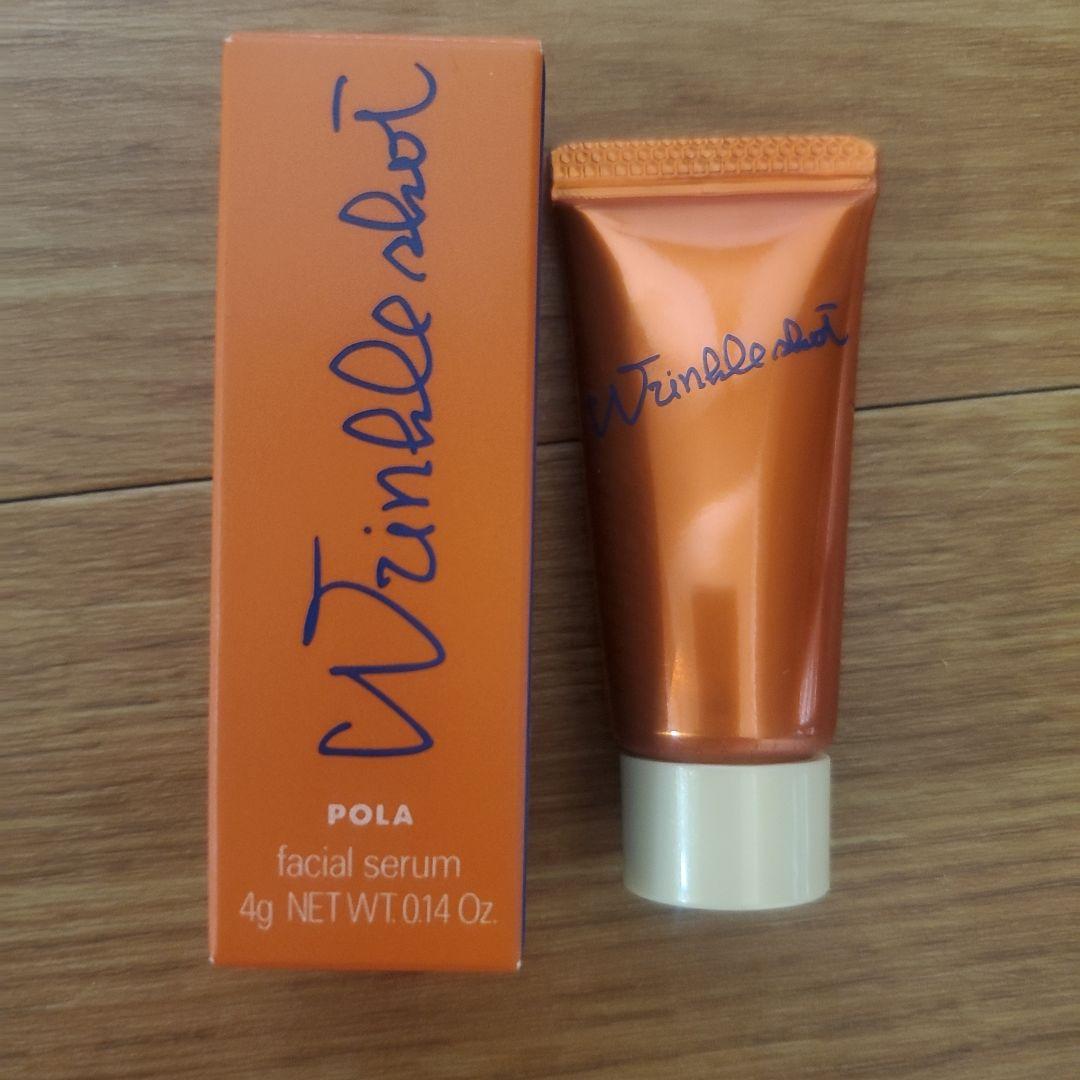 Wrinkle shot
POLA
facial serum
4g NET WT. 0.14 Oz.
Wrinkle shot